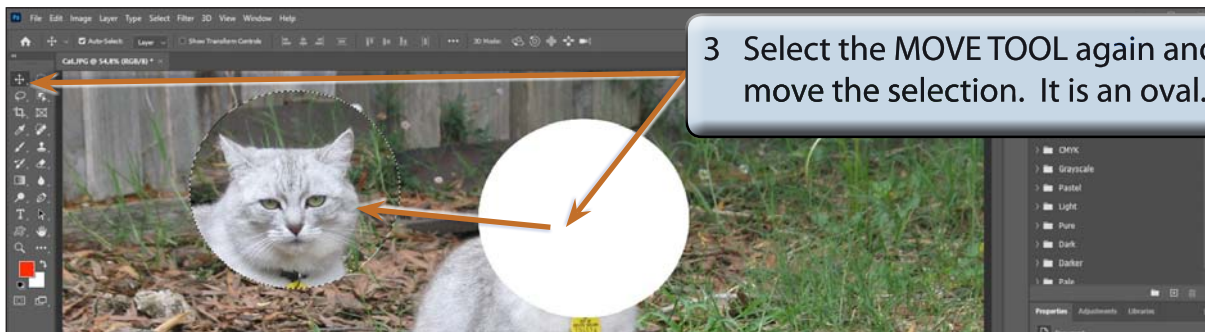 Ps File Edit Image Layer Type Select Filter 3D View Window Help
Auto-Select: Layer Show Transform Controls 3D Mode:
Cat.JPG @ 54,8% (RGB/8) * ×
3 Select the MOVE TOOL again and
move the selection. It is an oval.
CMYK
Grayscale
Pastel
Light
Pure
Dark
Darker
Pale
Properties Adjustments Libraries